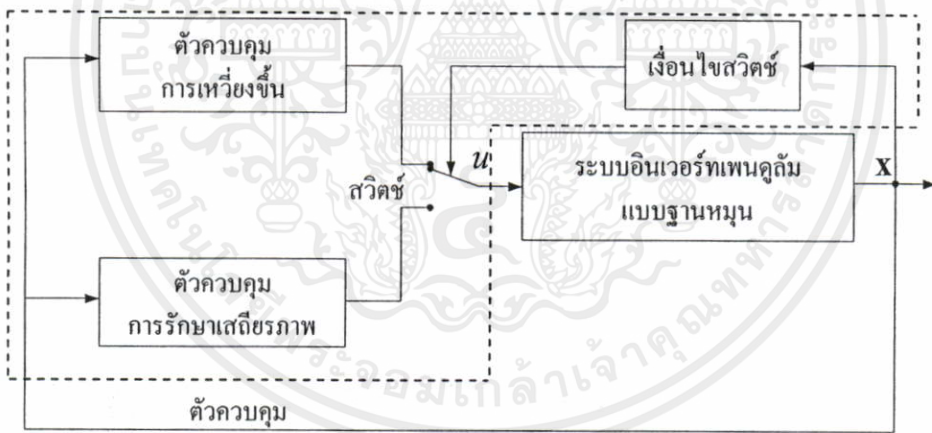 ตัวควบคุม
การเหวี่ยงขึ้น
เงื่อนไขสวิตช์
สวิตช์
u
ระบบอินเวอร์ทเพนดูลัม
แบบฐานหมุน
x
ตัวควบคุม
การรักษาเสถียรภาพ
ตัวควบคุม